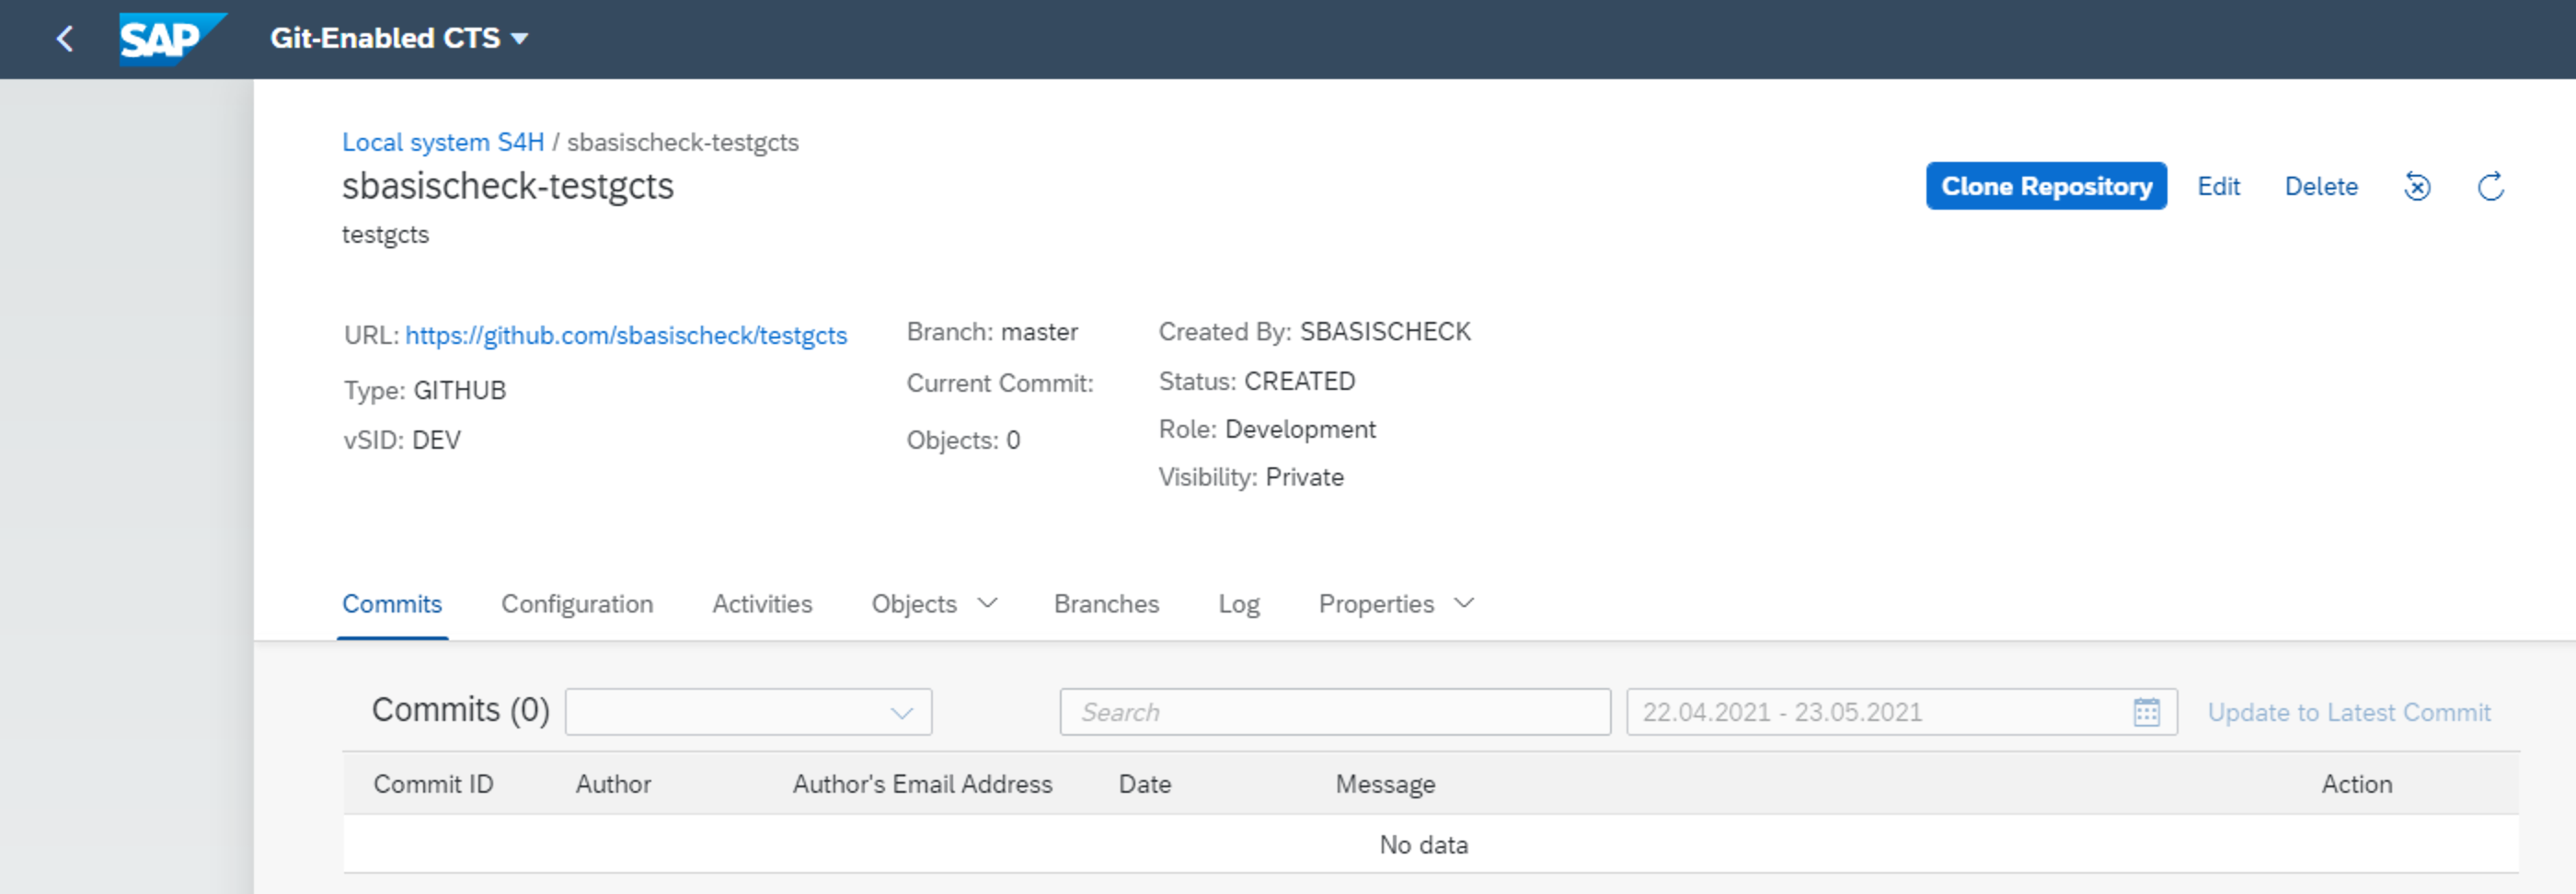 SAP Git-Enabled CTS
Local system S4H / sbasischeck-testgcts
sbasischeck-testgcts
Clone Repository Edit Delete
testgcts
URL: https://github.com/sbasischeck/testgcts
Type: GITHUB
vSID: DEV
Branch: master
Current Commit:
Objects: 0
Created By: SBASISCHECK
Status: CREATED
Role: Development
Visibility: Private
Commits Configuration Activities Objects Branches Log Properties
Commits (0) Search 22.04.2021 - 23.05.2021 Update to Latest Commit
Commit ID Author Author's Email Address Date Message Action
No data